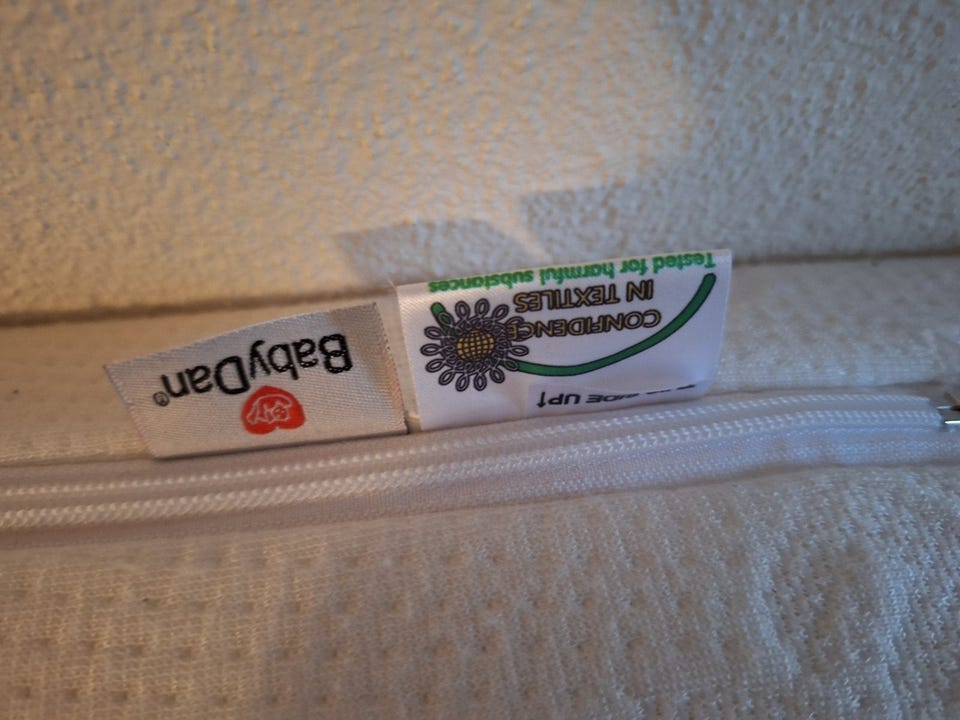 BabyDan®
SIDE UP↑
CONFIDENCE
IN TEXTILES
Tested for harmful substances